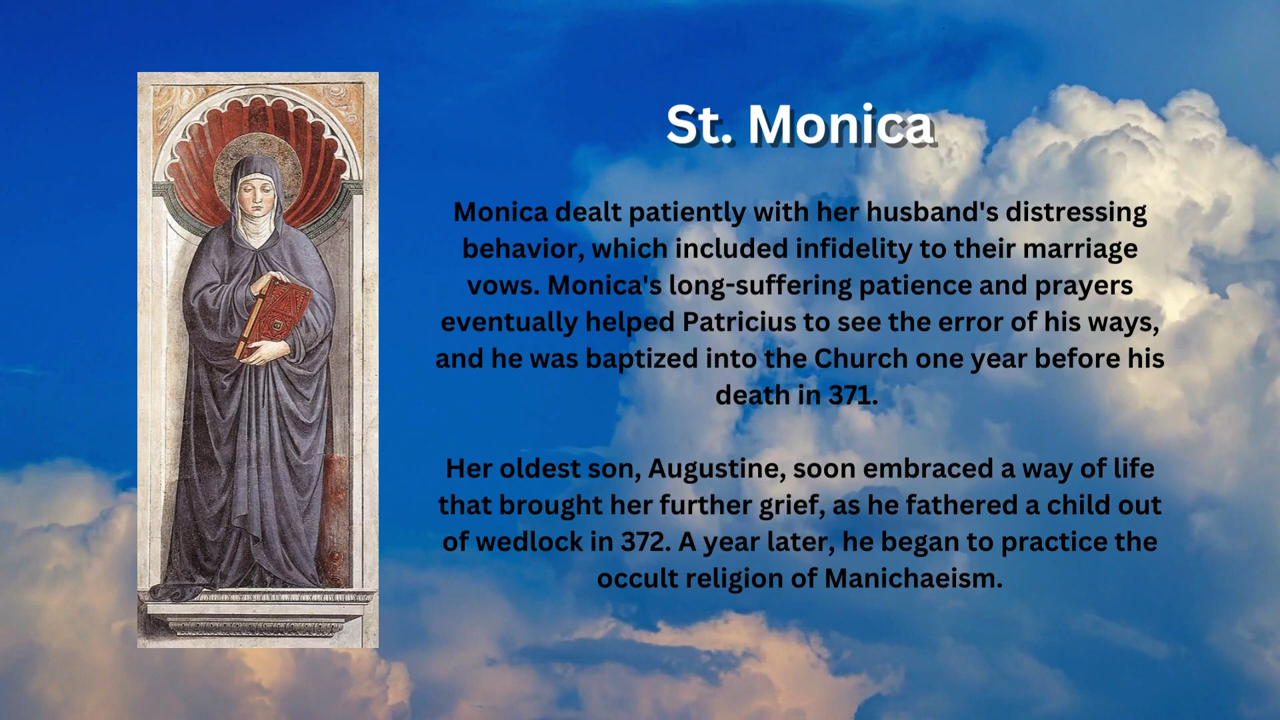 St. Monica
Monica dealt patiently with her husband's distressing
behavior, which included infidelity to their marriage
vows. Monica's long-suffering patience and prayers
eventually helped Patricius to see the error of his ways,
and he was baptized into the Church one year before his
death in 371.
Her oldest son, Augustine, soon embraced a way of life
that brought her further grief, as he fathered a child out
of wedlock in 372. A year later, he began to practice the
occult religion of Manichaeism.